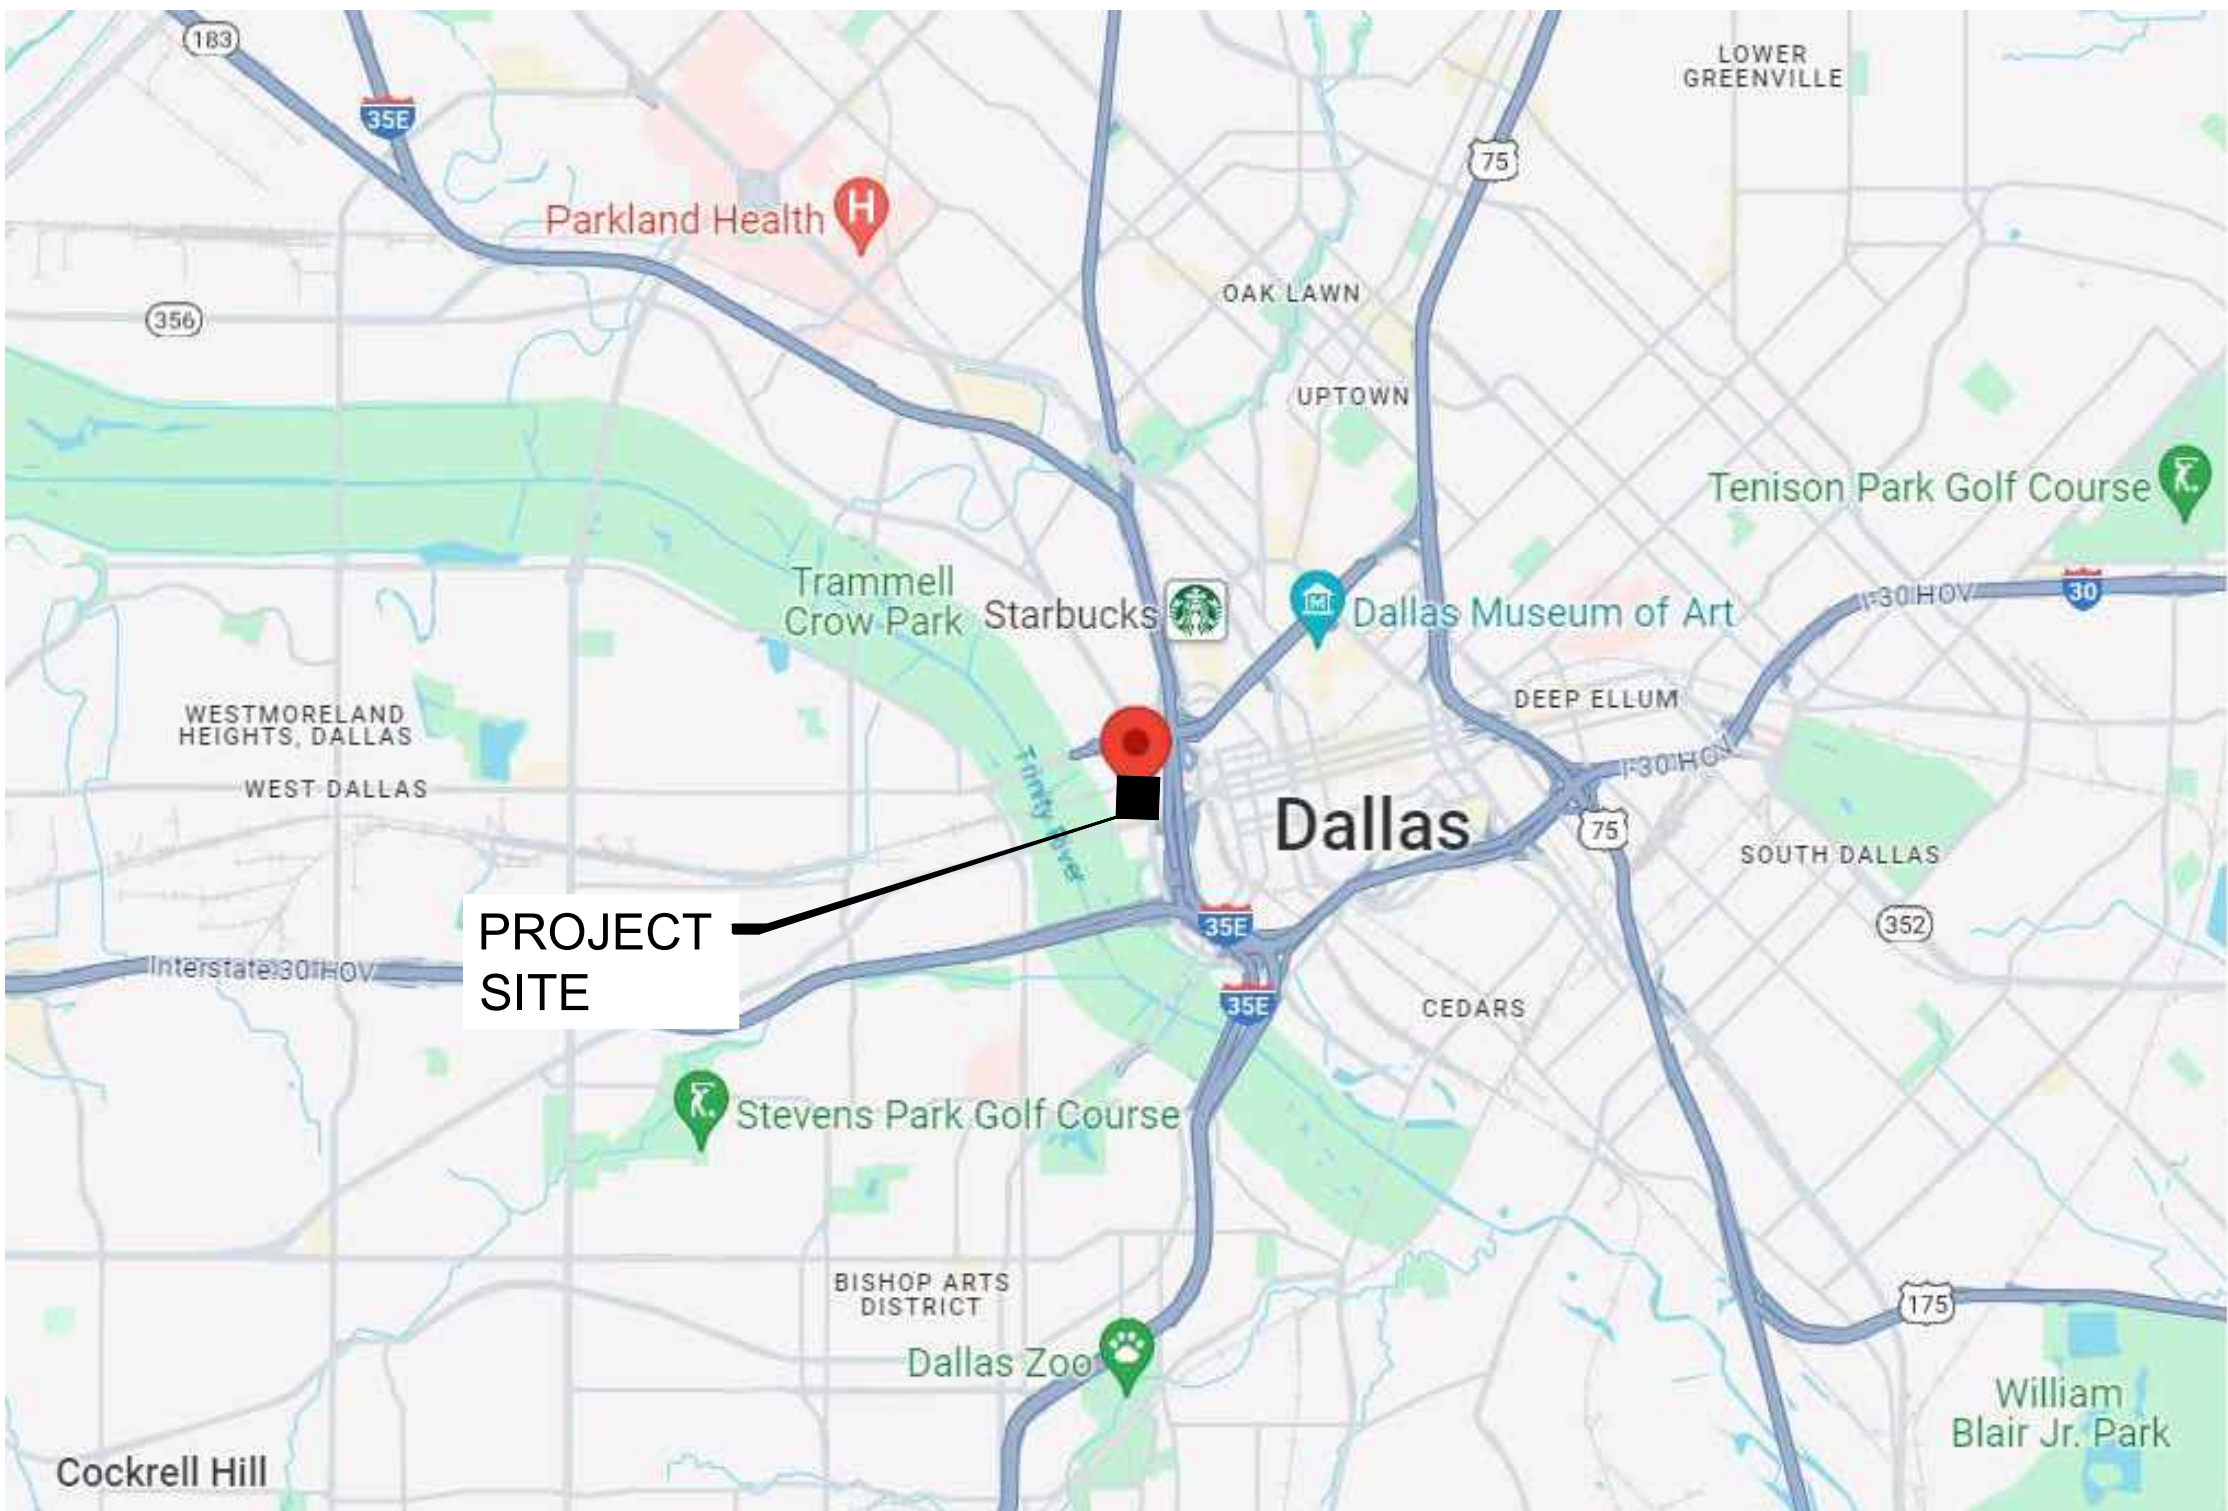 183
35E
LOWER
GREENVILLE
75
Parkland Health
H
OAK LAWN
356
UPTOWN
Tenison Park Golf Course
Trammell
Crow Park
Starbucks
Dallas Museum of Art
I-30 HOV
30
WESTMORELAND
HEIGHTS, DALLAS
DEEP ELLUM
I-30 HOV
WEST DALLAS
Trinity River
Dallas
75
SOUTH DALLAS
PROJECT
SITE
35E
352
Interstate 30 HOV
35E
CEDARS
Stevens Park Golf Course
BISHOP ARTS
DISTRICT
175
Dallas Zoo
William
Blair Jr. Park
Cockrell Hill